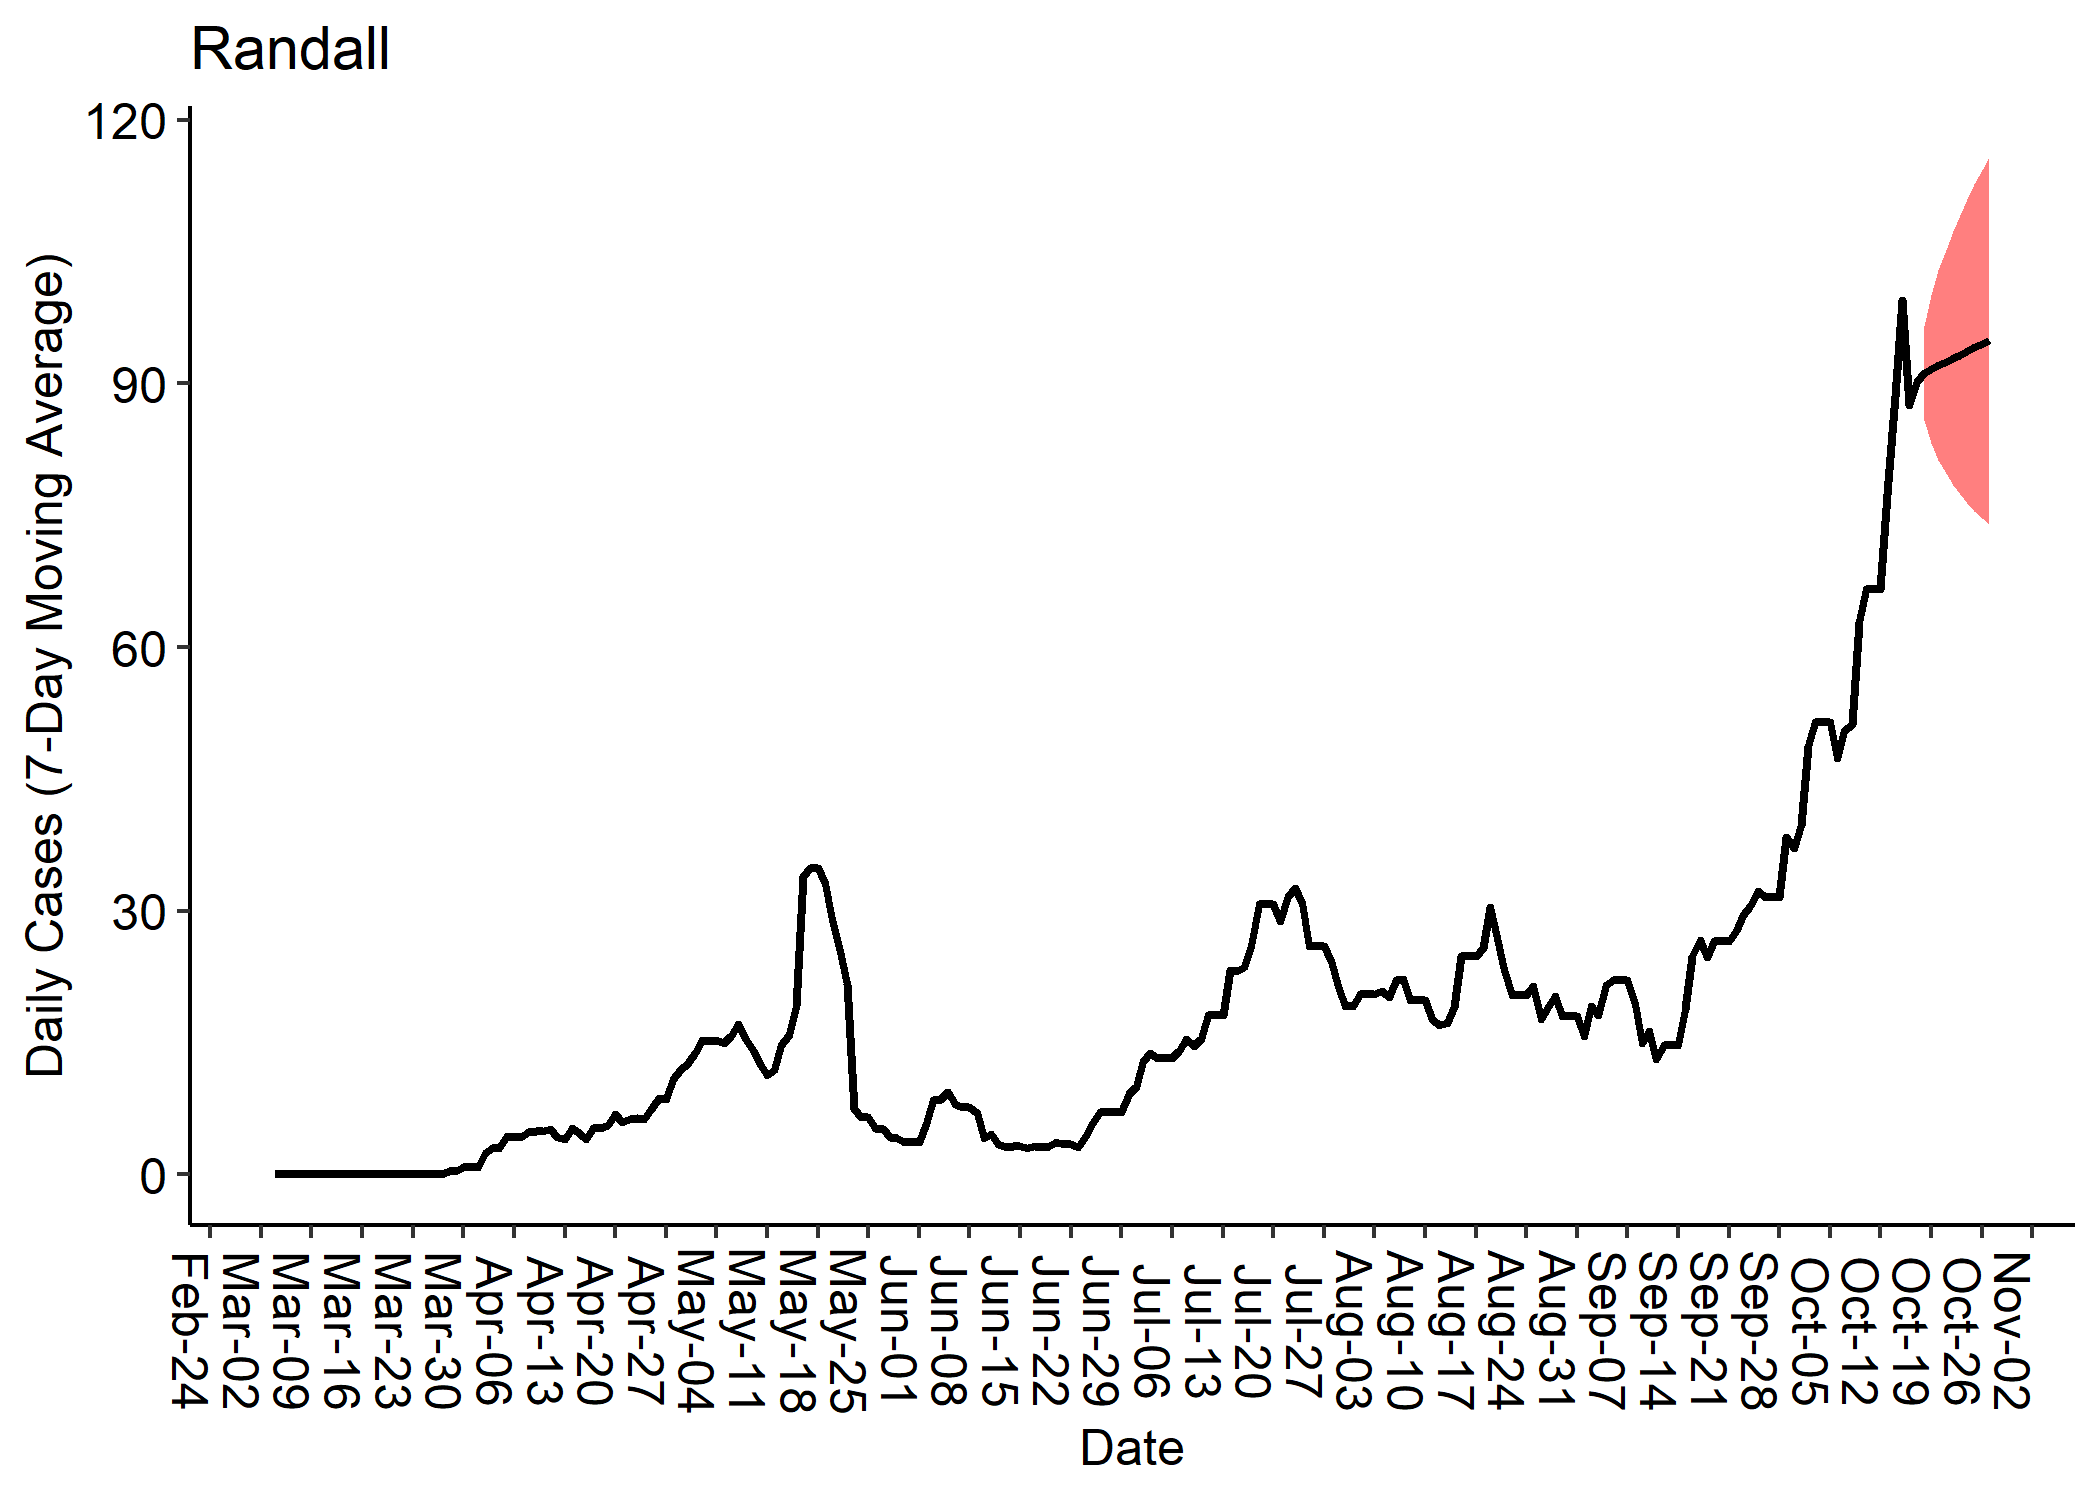 Randall
Daily Cases (7-Day Moving Average)
120
90
60
30
0
Feb-24
Mar-02
Mar-09
Mar-16
Mar-23
Mar-30
Apr-06
Apr-13
Apr-20
Apr-27
May-04
May-11
May-18
May-25
Jun-01
Jun-08
Jun-15
Jun-22
Jun-29
Jul-06
Jul-13
Jul-20
Jul-27
Aug-03
Aug-10
Aug-17
Aug-24
Aug-31
Sep-07
Sep-14
Sep-21
Sep-28
Oct-05
Oct-12
Oct-19
Oct-26
Nov-02
Date